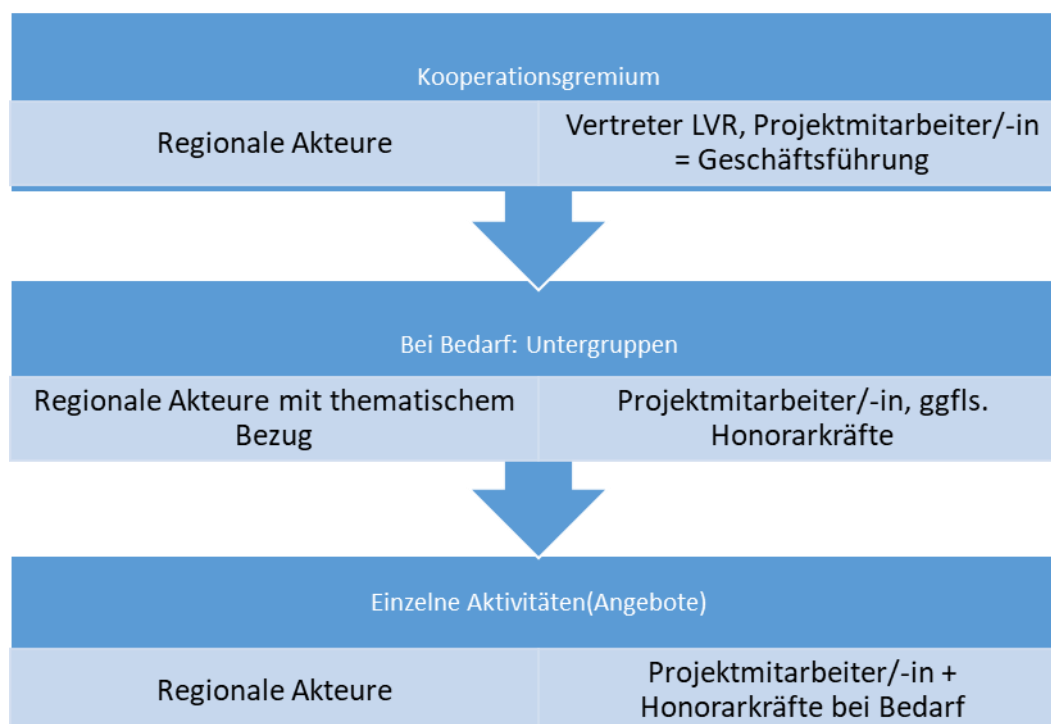 Kooperationsgremium
Regionale Akteure
Vertreter LVR, Projektmitarbeiter/-in
= Geschäftsführung
Bei Bedarf: Untergruppen
Regionale Akteure mit thematischem
Bezug
Projektmitarbeiter/-in, ggfls.
Honorarkräfte
Einzelne Aktivitäten(Angebote)
Regionale Akteure
Projektmitarbeiter/-in +
Honorarkräfte bei Bedarf